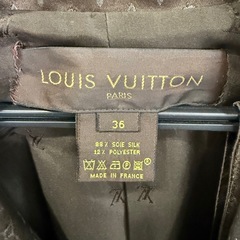 LOUIS VUITTON
PARIS
36
88% SOIE SILK
12% POLYESTER
MADE IN FRANCE